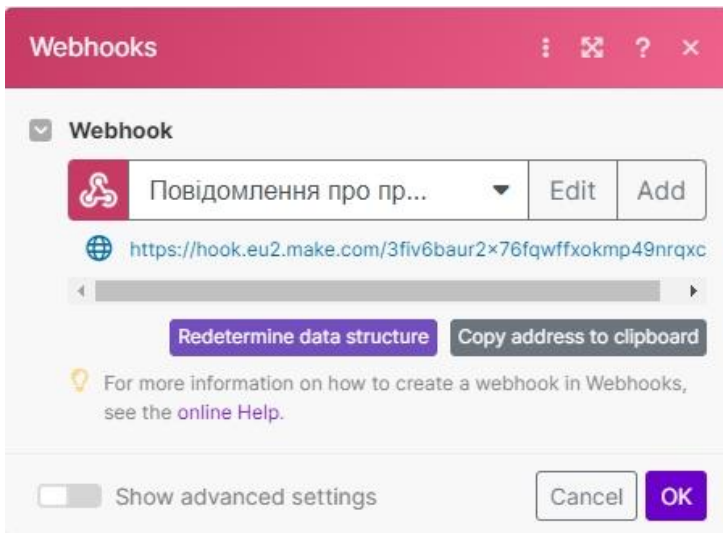 Webhooks
Webhook
Повідомлення про пр...
Edit
Add
https://hook.eu2.make.com/3fiv6baur2×76fqwffxokmp49nrqxc
Redetermine data structure
Copy address to clipboard
For more information on how to create a webhook in Webhooks,
see the online Help.
Show advanced settings
Cancel
OK